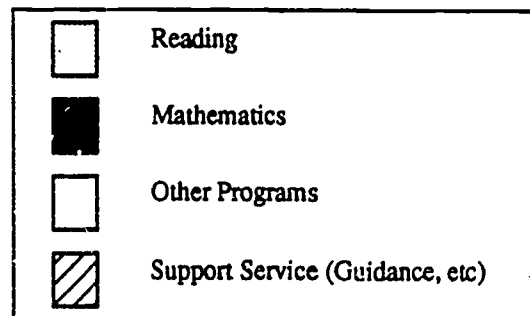 Reading
Mathematics
Other Programs
Support Service (Guidance, etc)